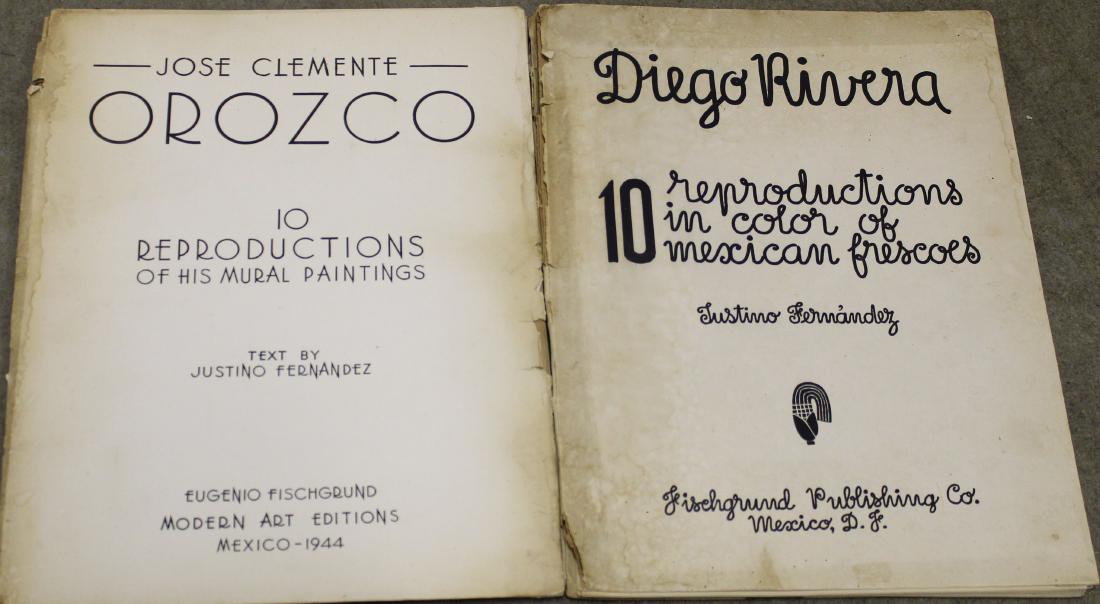 JOSE CLEMENTE
OROZCO
10
REPRODUCTIONS
OF HIS MURAL PAINTINGS
TEXT BY
JUSTINO FERNANDEZ
EUGENIO FISCHGRUND
MODERN ART EDITIONS
MEXICO - 1944
Diego Rivera
10 reproductions
in color of
mexican frescoes
Justino Fernández
Fischgrund Publishing Co.
Mexico, D. F.